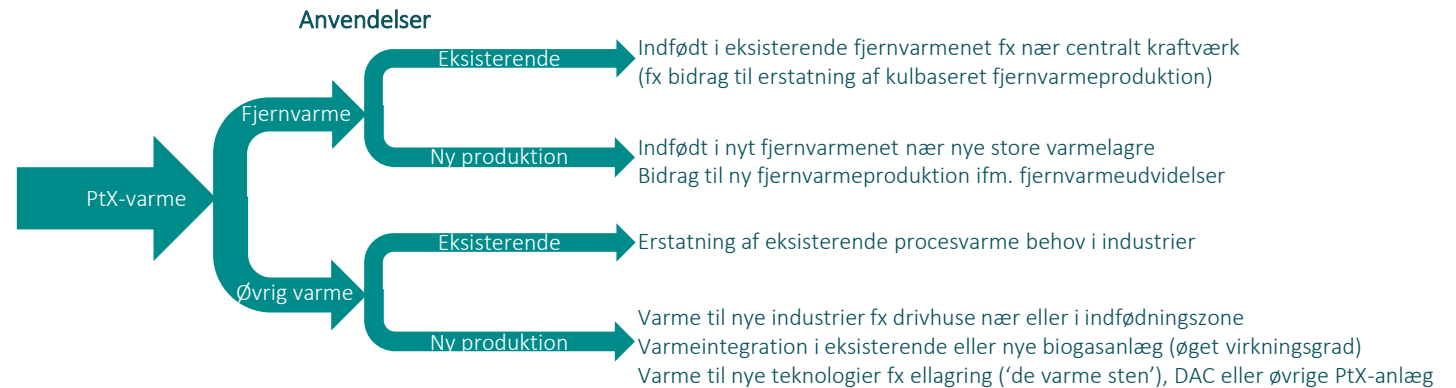 Anvendelser
PtX-varme
Fjernvarme
Eksisterende
Indfødt i eksisterende fjernvarmenet fx nær centralt kraftværk
(fx bidrag til erstatning af kulbaseret fjernvarmeproduktion)
Ny produktion
Indfødt i nyt fjernvarmenet nær nye store varmelagre
Bidrag til ny fjernvarmeproduktion ifm. fjernvarmeudvidelser
Øvrig varme
Eksisterende
Erstatning af eksisterende procesvarme behov i industrier
Ny produktion
Varme til nye industrier fx drivhuse nær eller i indfødningszone
Varmeintegration i eksisterende eller nye biogasanlæg (øget virkningsgrad)
Varme til nye teknologier fx ellagring (‘de varme sten’), DAC eller øvrige PtX-anlæg